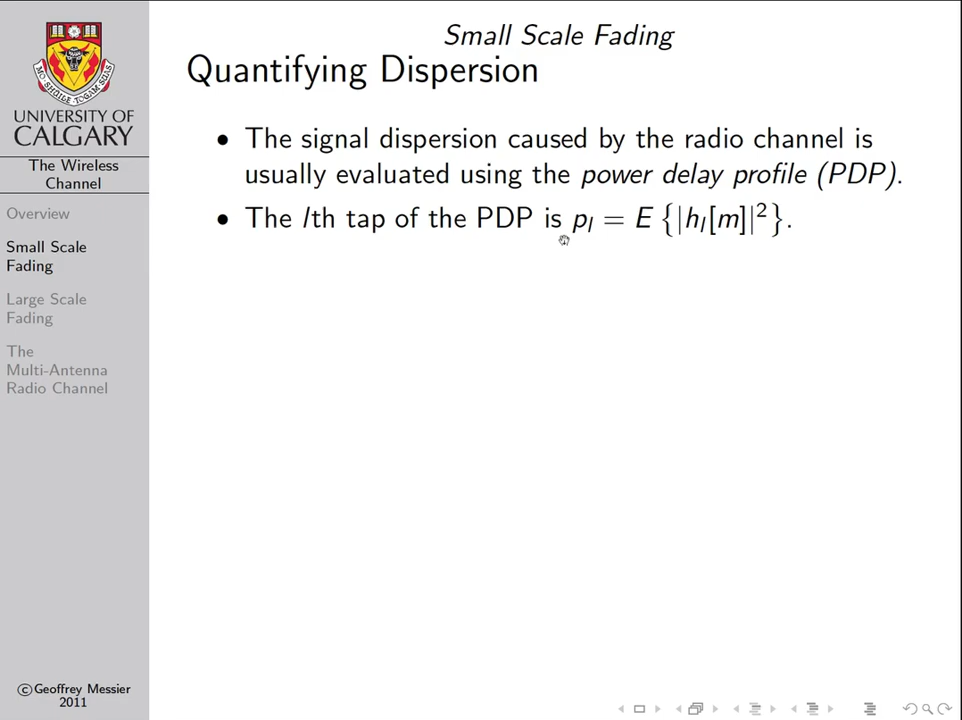 Small Scale Fading
Quantifying Dispersion
• The signal dispersion caused by the radio channel is
usually evaluated using the power delay profile (PDP).
• The lth tap of the PDP is p_l = E {|h_l[m]|²}.
UNIVERSITY OF
CALGARY
The Wireless
Channel
Overview
Small Scale
Fading
Large Scale
Fading
The
Multi-Antenna
Radio Channel
©Geoffrey Messier
2011